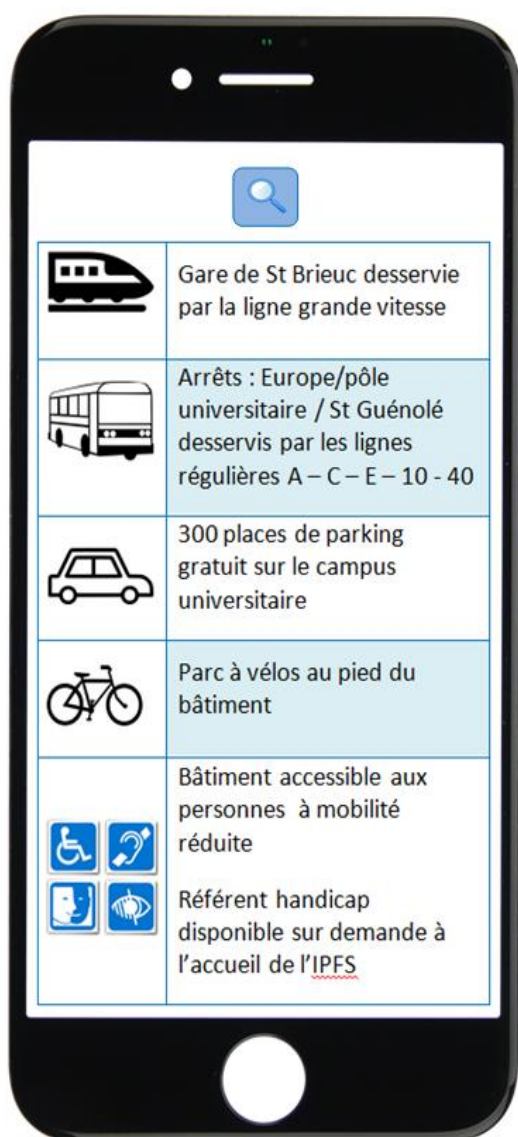 Gare de St Brieuc desservie
par la ligne grande vitesse
Arrêts : Europe/pôle
universitaire / St Guénolé
desservis par les lignes
régulières A – C – E – 10 - 40
300 places de parking
gratuit sur le campus
universitaire
Parc à vélos au pied du
bâtiment
Bâtiment accessible aux
personnes à mobilité
réduite
Référent handicap
disponible sur demande à
l’accueil de l’IPFS